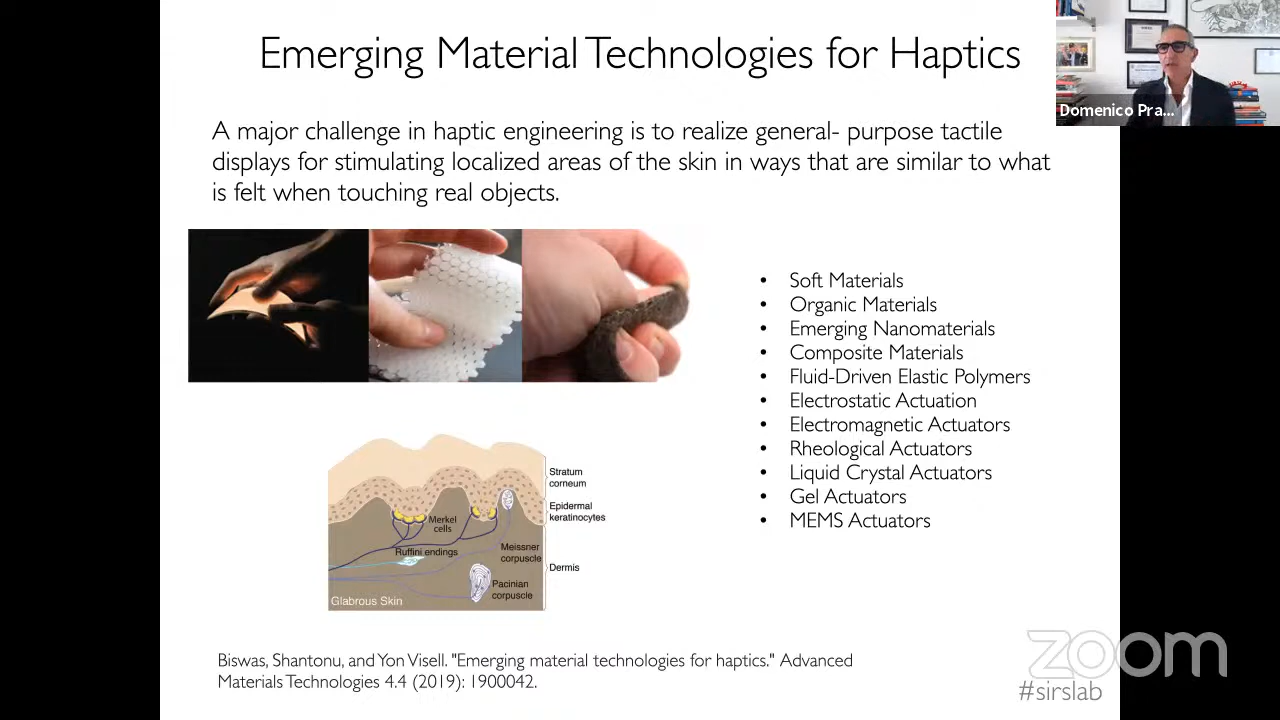 Emerging Material Technologies for Haptics
Domenico Pra...
A major challenge in haptic engineering is to realize general- purpose tactile
displays for stimulating localized areas of the skin in ways that are similar to what
is felt when touching real objects.
• Soft Materials
• Organic Materials
• Emerging Nanomaterials
• Composite Materials
• Fluid-Driven Elastic Polymers
• Electrostatic Actuation
• Electromagnetic Actuators
• Rheological Actuators
• Liquid Crystal Actuators
• Gel Actuators
• MEMS Actuators
Stratum
corneum
Epidermal
keratinocytes
Merkel
cells
Ruffini endings
Meissner
corpuscle
Dermis
Pacinian
corpuscle
Glabrous Skin
Biswas, Shantonu, and Yon Visell. "Emerging material technologies for haptics." Advanced
Materials Technologies 4.4 (2019): 1900042.
zoom
#sirslab